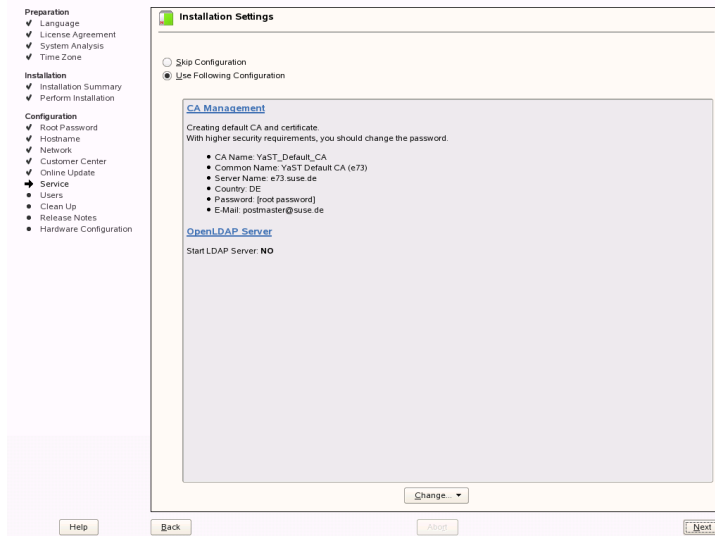 Preparation
Language
License Agreement
System Analysis
Time Zone
Installation
Installation Summary
Perform Installation
Configuration
Root Password
Hostname
Network
Customer Center
Online Update
Service
Users
Clean Up
Release Notes
Hardware Configuration
Installation Settings
Skip Configuration
Use Following Configuration
CA Management
Creating default CA and certificate.
With higher security requirements, you should change the password.
CA Name: YaST_Default_CA
Common Name: YaST Default CA (e73)
Server Name: e73.suse.de
Country: DE
Password: [root password]
E-Mail: postmaster@suse.de
OpenLDAP Server
Start LDAP Server: NO
Change...
Help
Back
Abort
Next